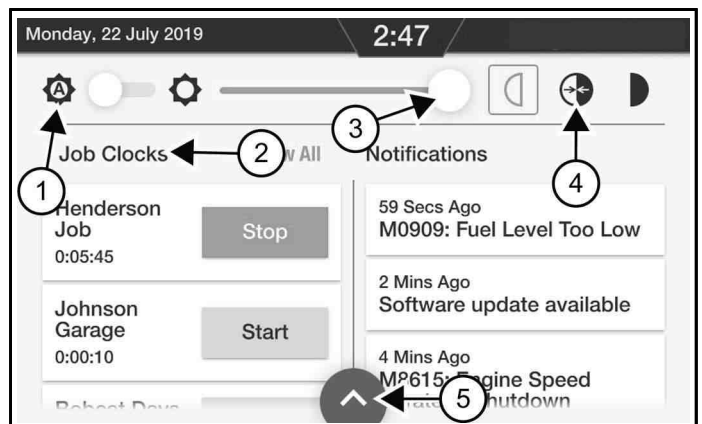 Monday, 22 July 2019
2:47
A
3
Job Clocks
2
All
Notifications
1
4
Henderson
Job
0:05:45
Stop
59 Secs Ago
M0909: Fuel Level Too Low
Johnson
Garage
0:00:10
Start
2 Mins Ago
Software update available
4 Mins Ago
M8615: Engine Speed
hutdown
5